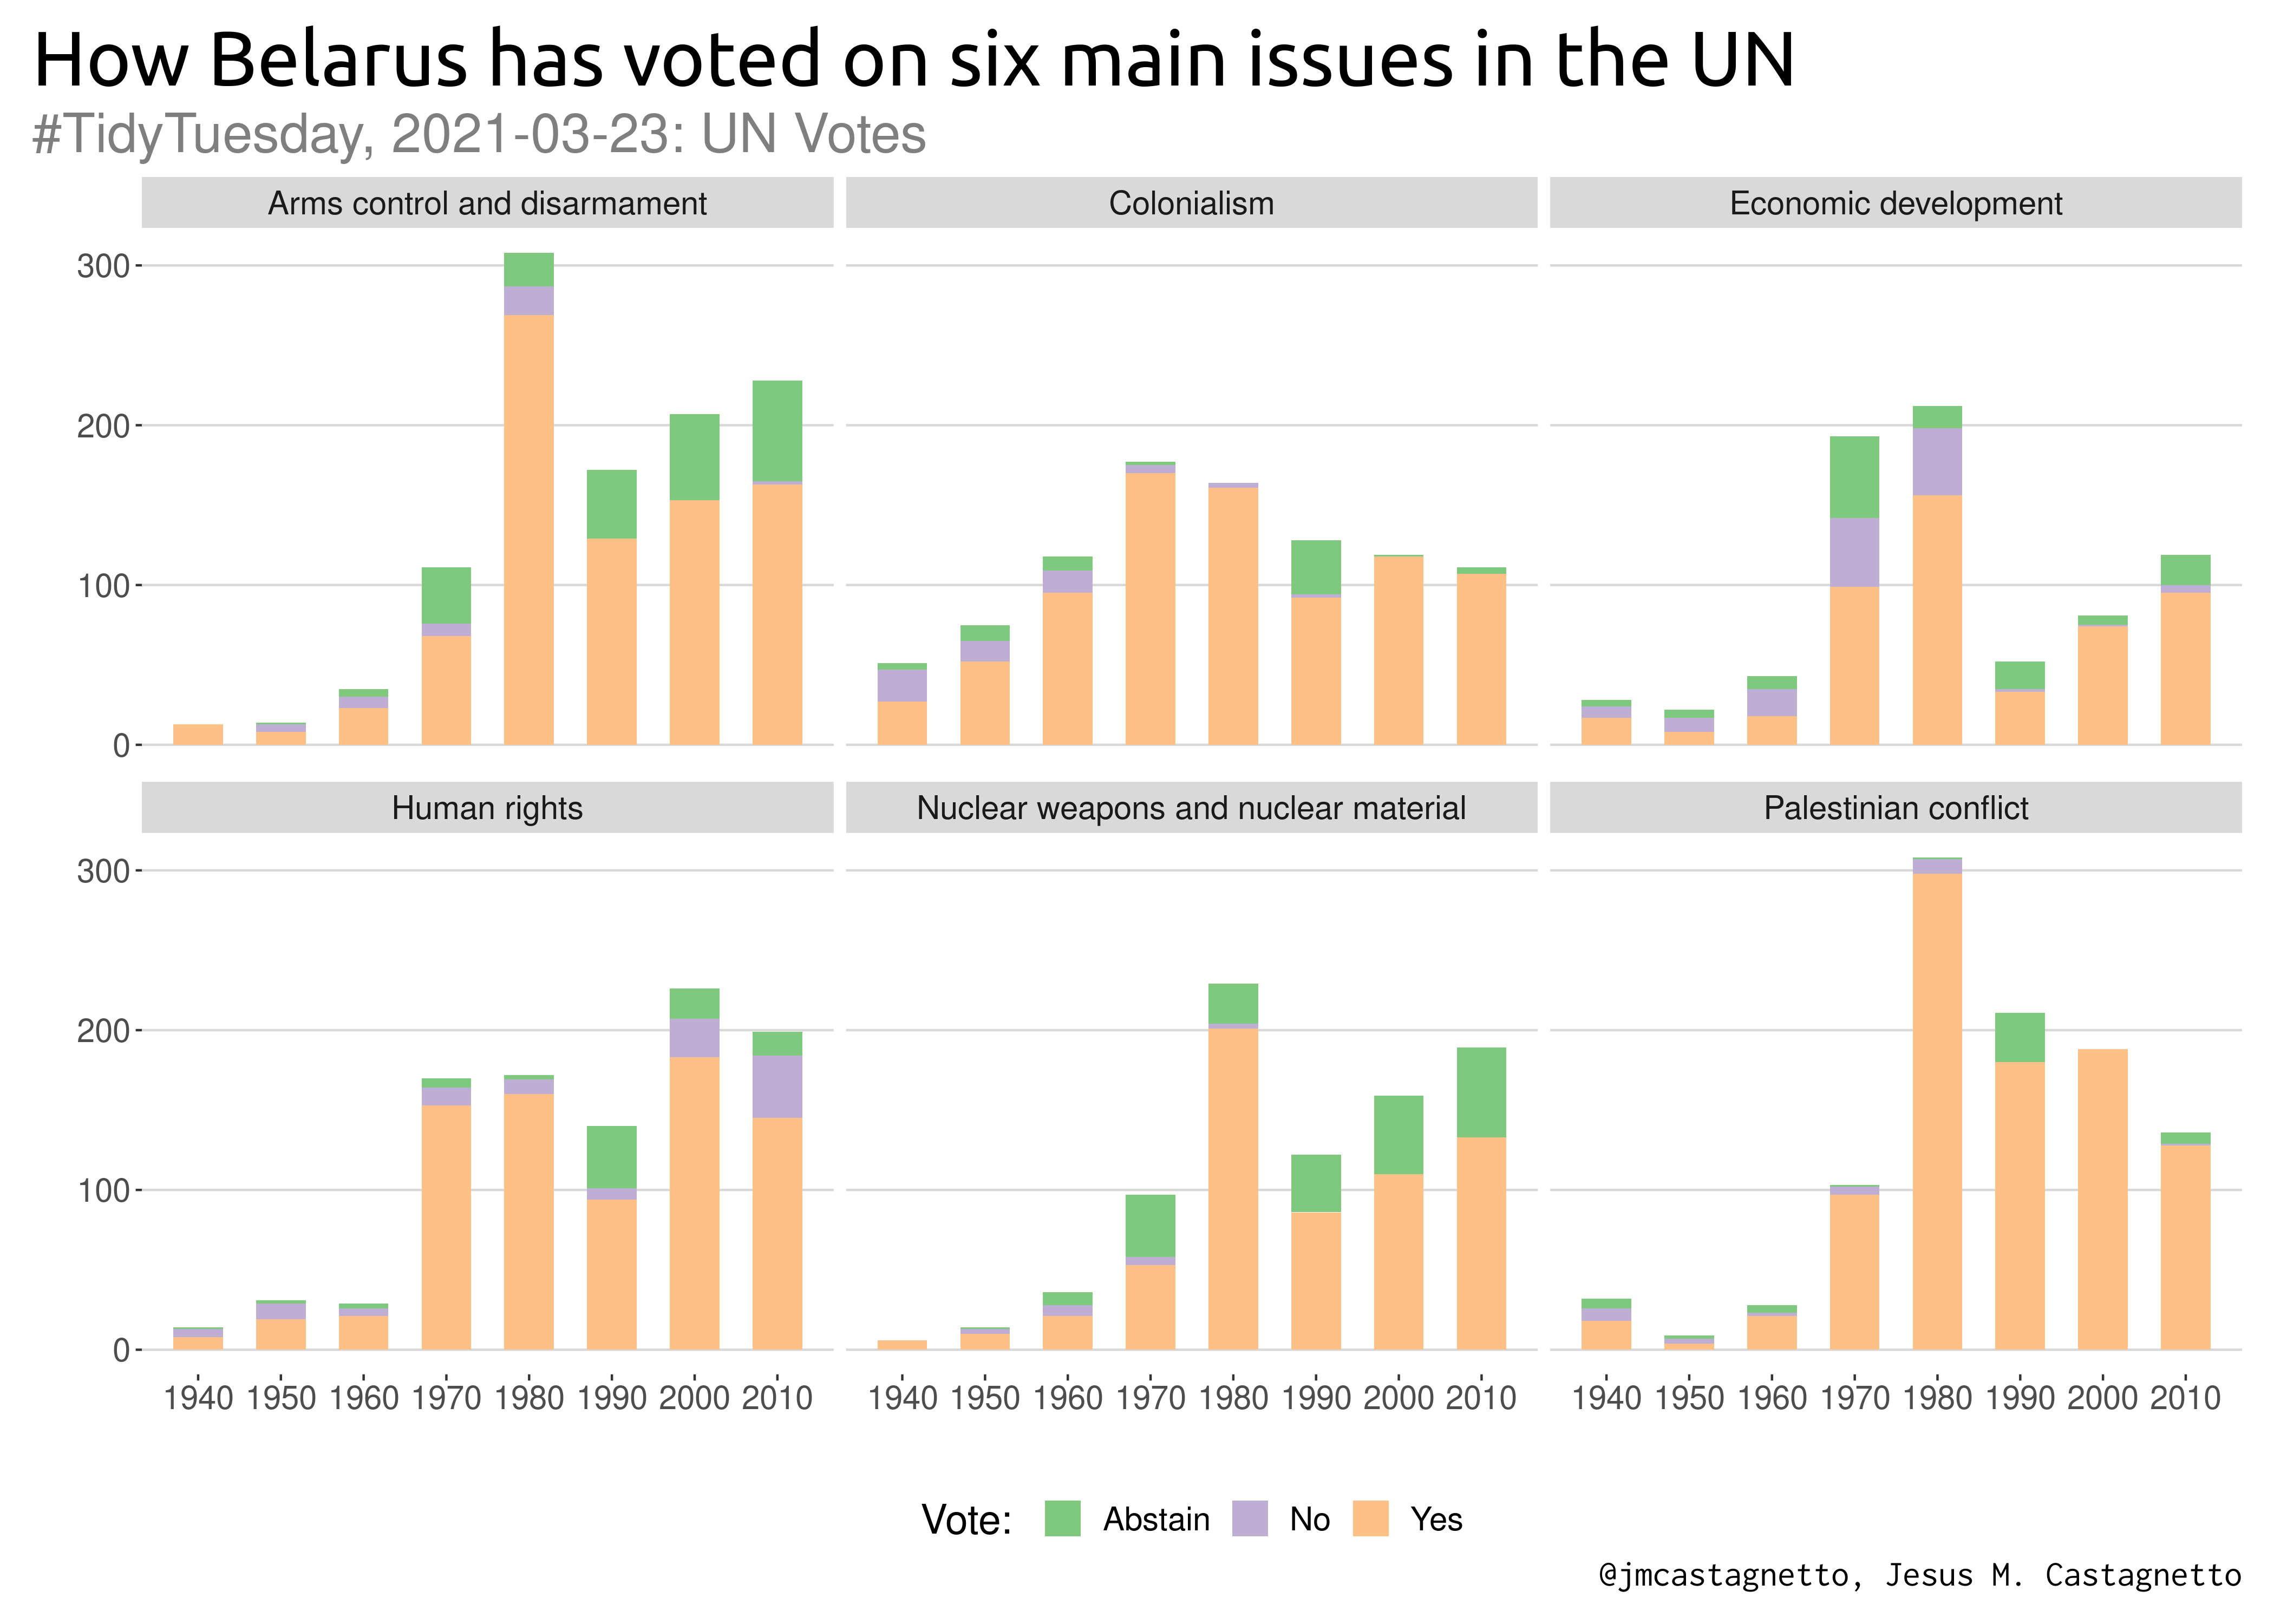 How Belarus has voted on six main issues in the UN
#TidyTuesday, 2021-03-23: UN Votes
Arms control and disarmament
Colonialism
Economic development
300
200
100
0
Human rights
Nuclear weapons and nuclear material
Palestinian conflict
300
200
100
0
1940 1950 1960 1970 1980 1990 2000 2010
1940 1950 1960 1970 1980 1990 2000 2010
1940 1950 1960 1970 1980 1990 2000 2010
Vote: Abstain No Yes
@jmcastagnetto, Jesus M. Castagnetto